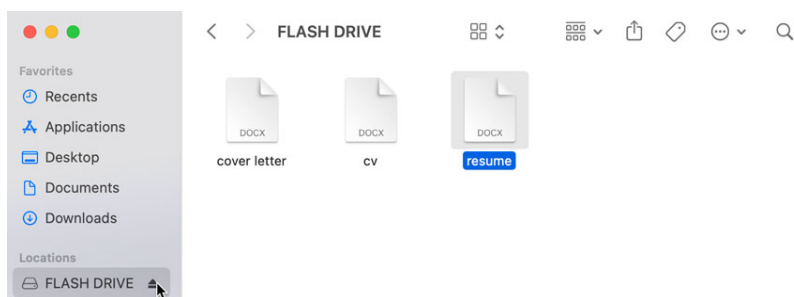 FLASH DRIVE
Favorites
Recents
Applications
Desktop
Documents
Downloads
Locations
FLASH DRIVE
DOCX
DOCX
DOCX
cover letter
cv
resume